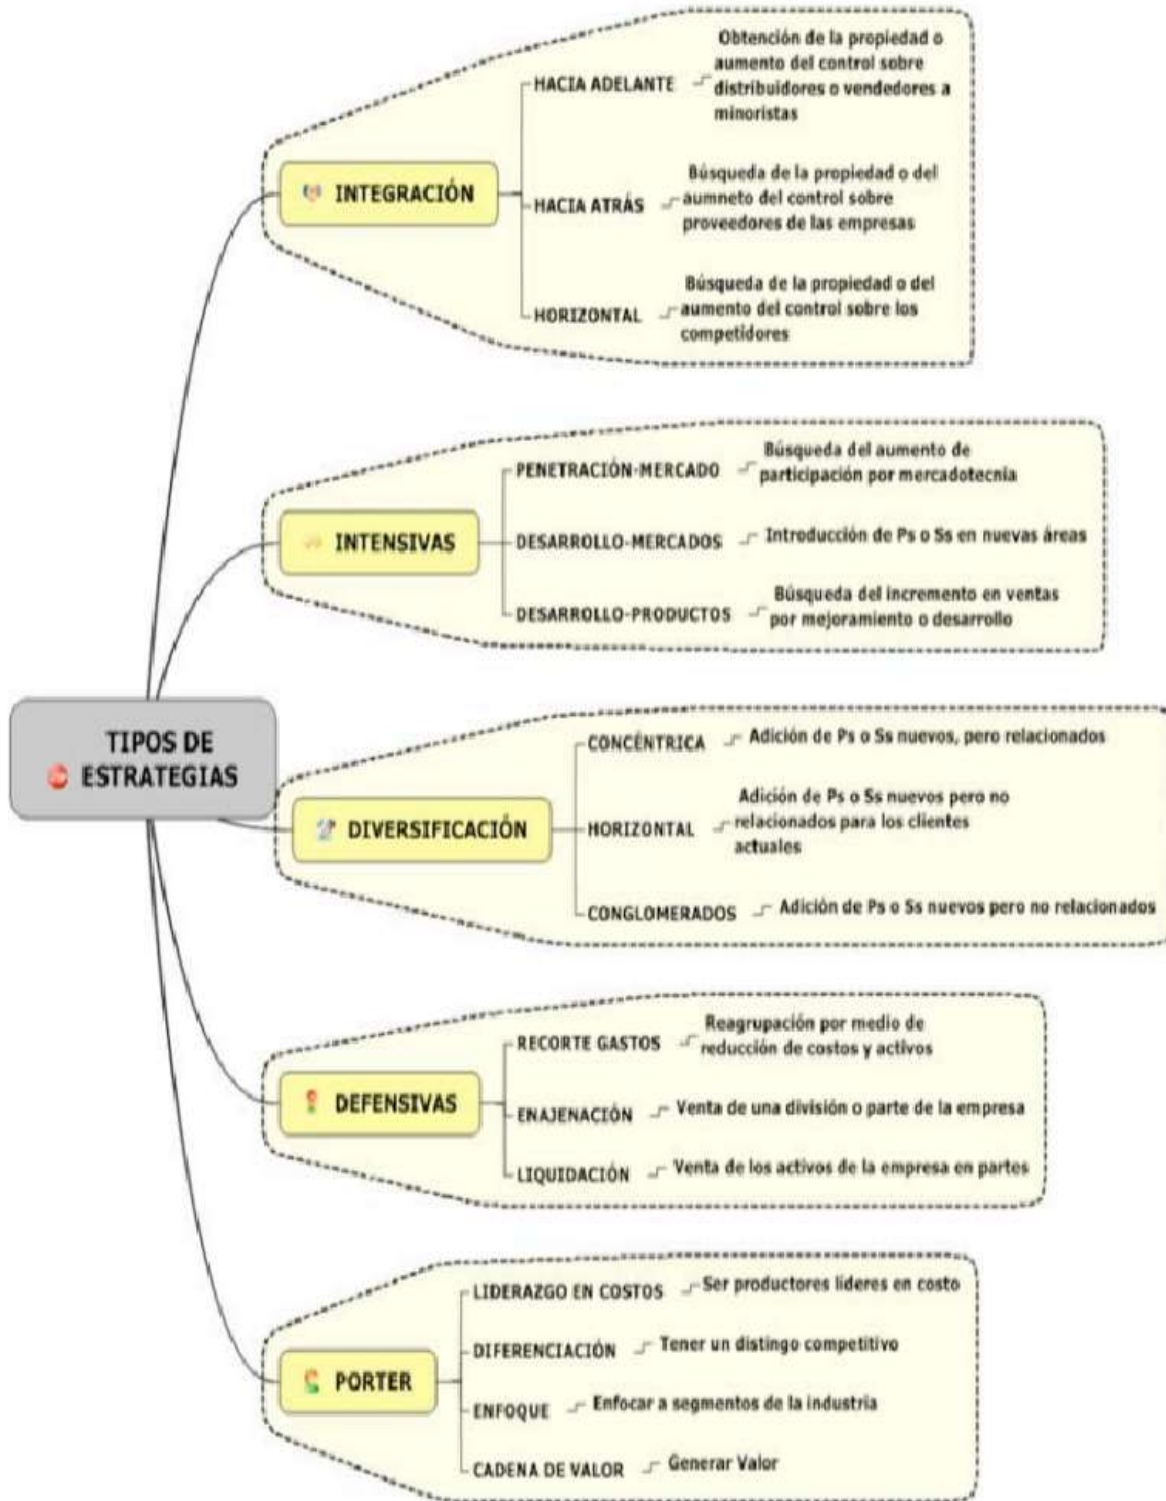 TIPOS DE
ESTRATEGIAS
INTEGRACIÓN
HACIA ADELANTE
Obtención de la propiedad o
aumento del control sobre
distribuidores o vendedores a
minoristas
HACIA ATRÁS
Búsqueda de la propiedad o del
aumneto del control sobre
proveedores de las empresas
HORIZONTAL
Búsqueda de la propiedad o del
aumento del control sobre los
competidores
INTENSIVAS
PENETRACIÓN-MERCADO
Búsqueda del aumento de
participación por mercadotecnia
DESARROLLO-MERCADOS
Introducción de Ps o Ss en nuevas áreas
DESARROLLO-PRODUCTOS
Búsqueda del incremento en ventas
por mejoramiento o desarrollo
DIVERSIFICACIÓN
CONCÉNTRICA
Adición de Ps o Ss nuevos, pero relacionados
HORIZONTAL
Adición de Ps o Ss nuevos pero no
relacionados para los clientes
actuales
CONGLOMERADOS
Adición de Ps o Ss nuevos pero no relacionados
DEFENSIVAS
RECORTE GASTOS
Reagrupación por medio de
reducción de costos y activos
ENAJENACIÓN
Venta de una división o parte de la empresa
LIQUIDACIÓN
Venta de los activos de la empresa en partes
PORTER
LIDERAZGO EN COSTOS
Ser productores líderes en costo
DIFERENCIACIÓN
Tener un distingo competitivo
ENFOQUE
Enfocar a segmentos de la industria
CADENA DE VALOR
Generar Valor